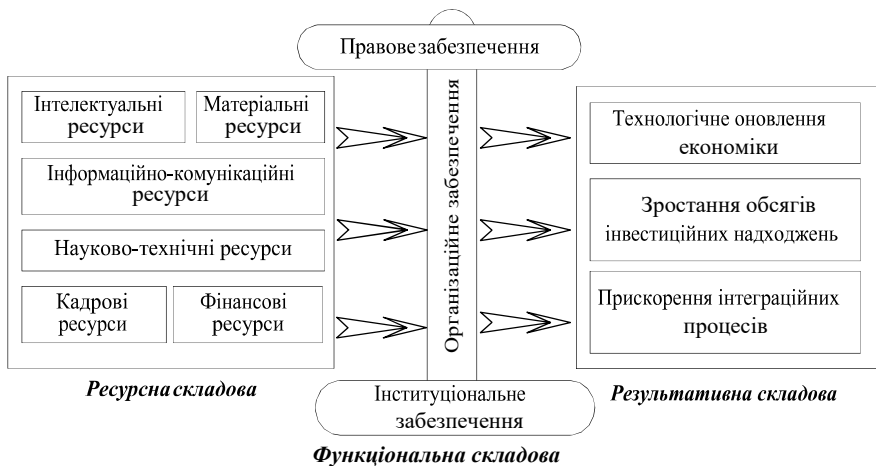 Правове забезпечення
Інтелектуальні
ресурси
Матеріальні
ресурси
Інформаційно-комунікаційні
ресурси
Науково-технічні ресурси
Кадрові
ресурси
Фінансові
ресурси
Ресурсна складова
Організаційне забезпечення
Інституціональне
забезпечення
Функціональна складова
Технологічне оновлення
економіки
Зростання обсягів
інвестиційних надходжень
Прискорення інтеграційних
процесів
Результативна складова